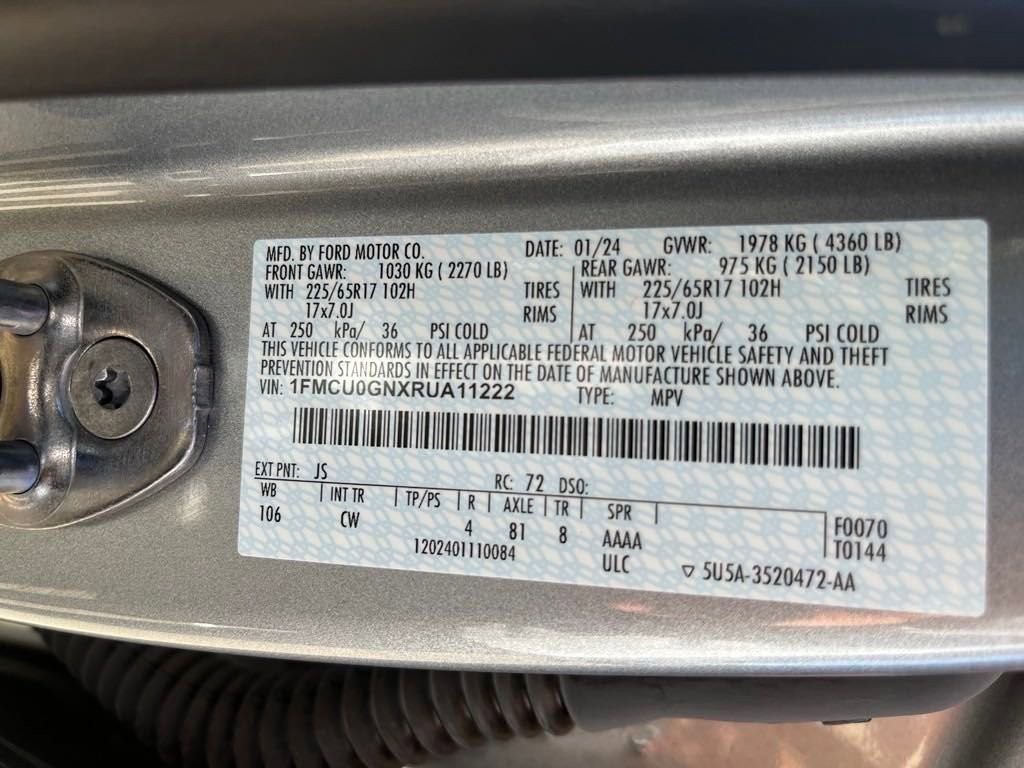 MFD. BY FORD MOTOR CO. DATE: 01/24 GVWR: 1978 KG ( 4360 LB)
FRONT GAWR: 1030 KG ( 2270 LB) REAR GAWR: 975 KG ( 2150 LB)
WITH 225/65R17 102H TIRES WITH 225/65R17 102H TIRES
17x7.0J RIMS 17x7.0J RIMS
AT 250 kPa/ 36 PSI COLD AT 250 kPa/ 36 PSI COLD
THIS VEHICLE CONFORMS TO ALL APPLICABLE FEDERAL MOTOR VEHICLE SAFETY AND THEFT
PREVENTION STANDARDS IN EFFECT ON THE DATE OF MANUFACTURE SHOWN ABOVE.
VIN: 1FMCU0GNXRUA11222 TYPE: MPV
EXT PNT: JS RC: 72 DSO:
WB INT TR TP/PS R AXLE TR SPR
106 CW 4 81 8 AAAA F0070
1202401110084 ULC T0144
▽ 5U5A-3520472-AA